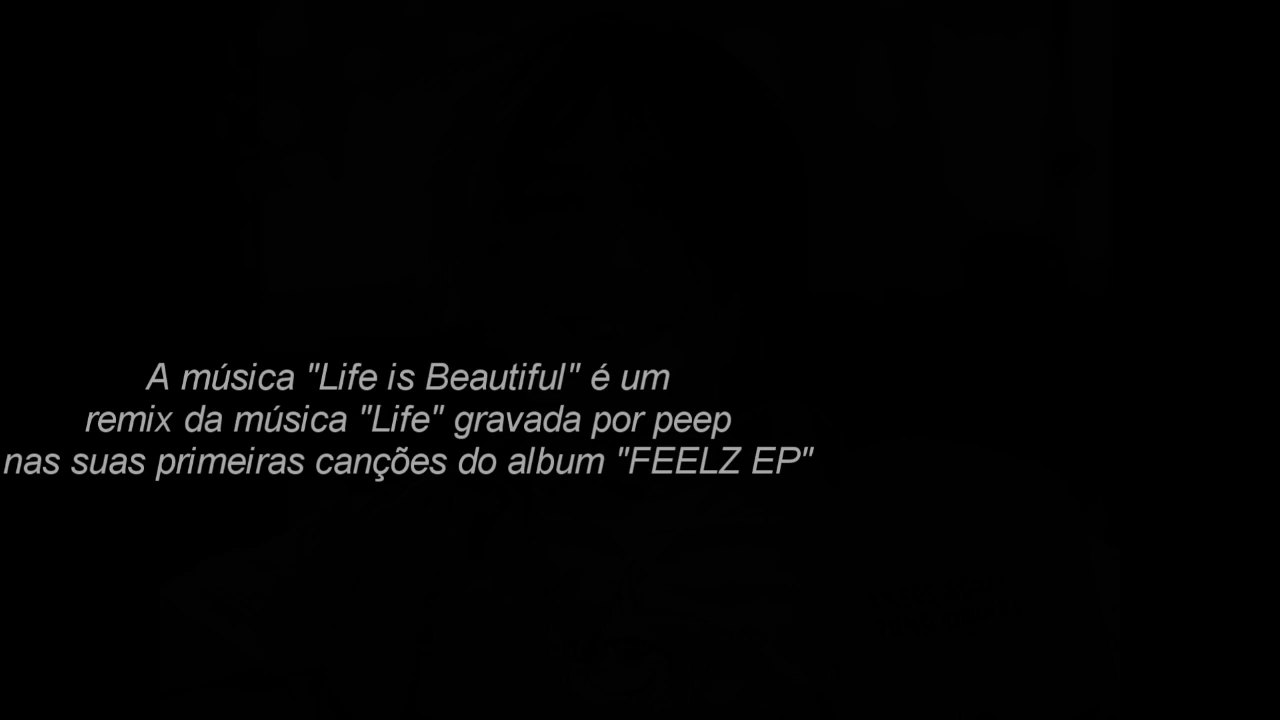 A música "Life is Beautiful" é um
remix da música "Life" gravada por peep
nas suas primeiras canções do album "FEELZ EP"